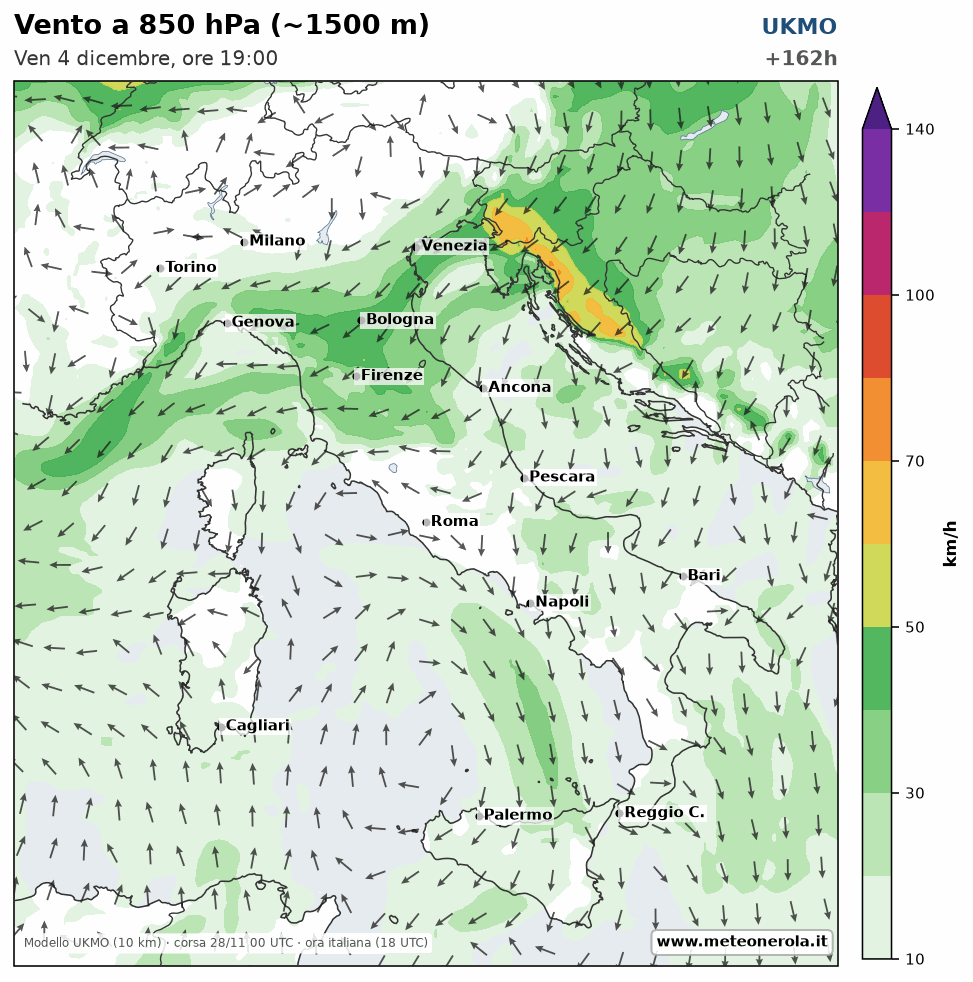 Vento a 850 hPa (~1500 m)
UKMO
Ven 4 dicembre, ore 19:00
+162h
140
100
70
50
30
10
km/h
Milano
Venezia
Torino
Genova
Bologna
Firenze
Ancona
Pescara
Roma
Bari
Napoli
Cagliari
Palermo
Reggio C.
Modello UKMO (10 km) · corsa 28/11 00 UTC · ora italiana (18 UTC)
www.meteonerola.it